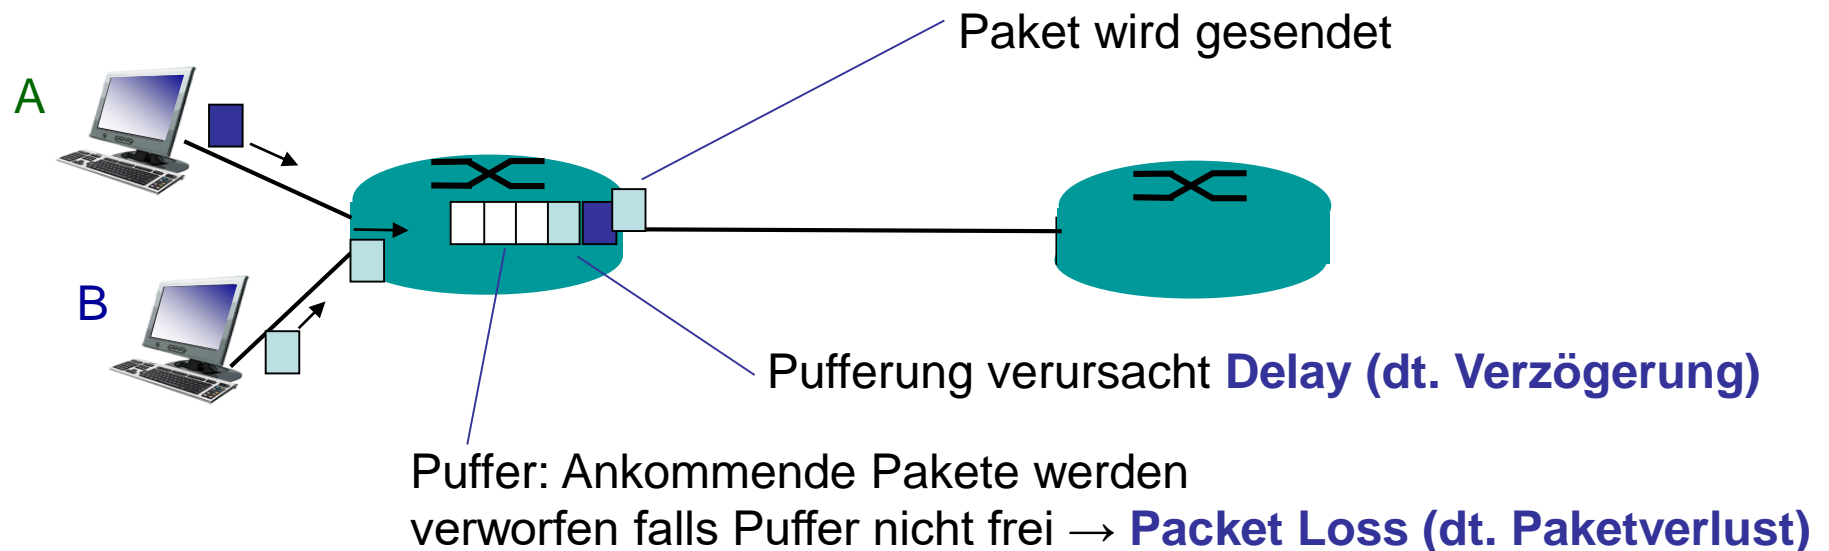 Paket wird gesendet
A
B
Pufferung verursacht Delay (dt. Verzögerung)
Puffer: Ankommende Pakete werden
verworfen falls Puffer nicht frei → Packet Loss (dt. Paketverlust)